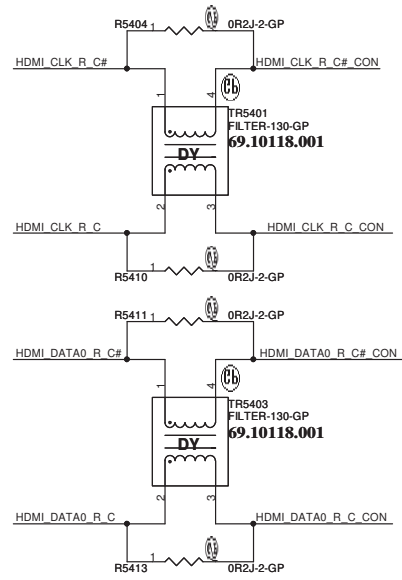 R5404 1 0R2J-2-GP
HDMI_CLK_R_C# HDMI_CLK_R_C#_CON
1 4
TR5401
FILTER-130-GP
69.10118.001
DY
2 3
HDMI_CLK_R_C HDMI_CLK_R_C_CON
1
R5410 0R2J-2-GP
R5411 1 0R2J-2-GP
HDMI_DATA0_R_C# HDMI_DATA0_R_C#_CON
1 4
TR5403
FILTER-130-GP
69.10118.001
DY
2 3
HDMI_DATA0_R_C HDMI_DATA0_R_C_CON
1
R5413 0R2J-2-GP